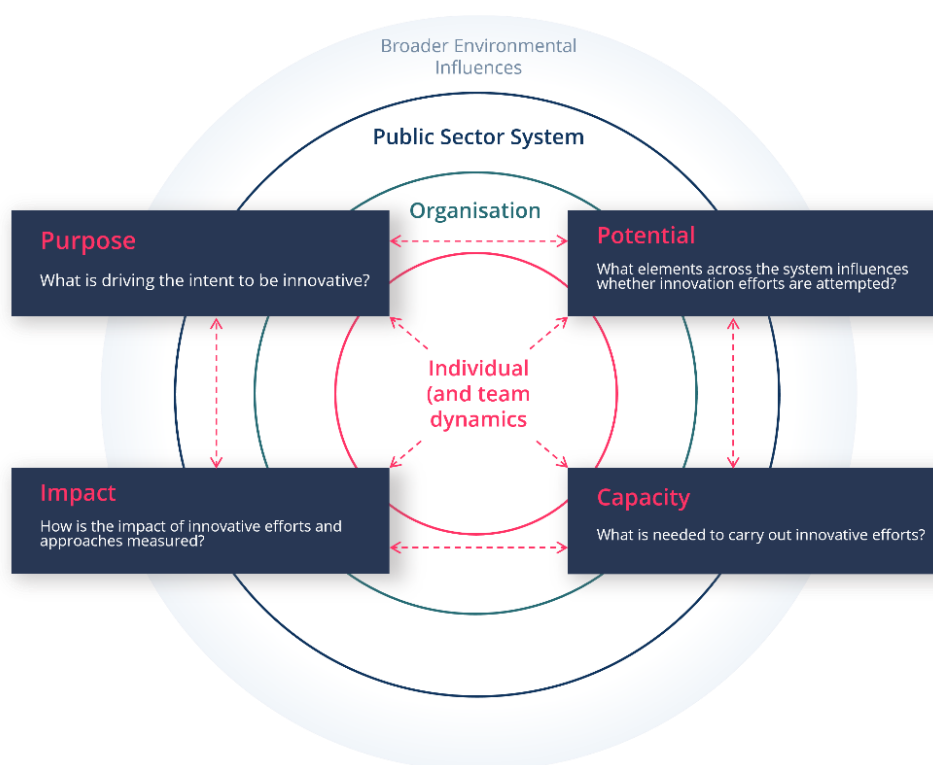 Broader Environmental
Influences
Public Sector System
Organisation
Purpose
What is driving the intent to be innovative?
Potential
What elements across the system influences
whether innovation efforts are attempted?
Individual
(and team
dynamics
Impact
How is the impact of innovative efforts and
approaches measured?
Capacity
What is needed to carry out innovative efforts?